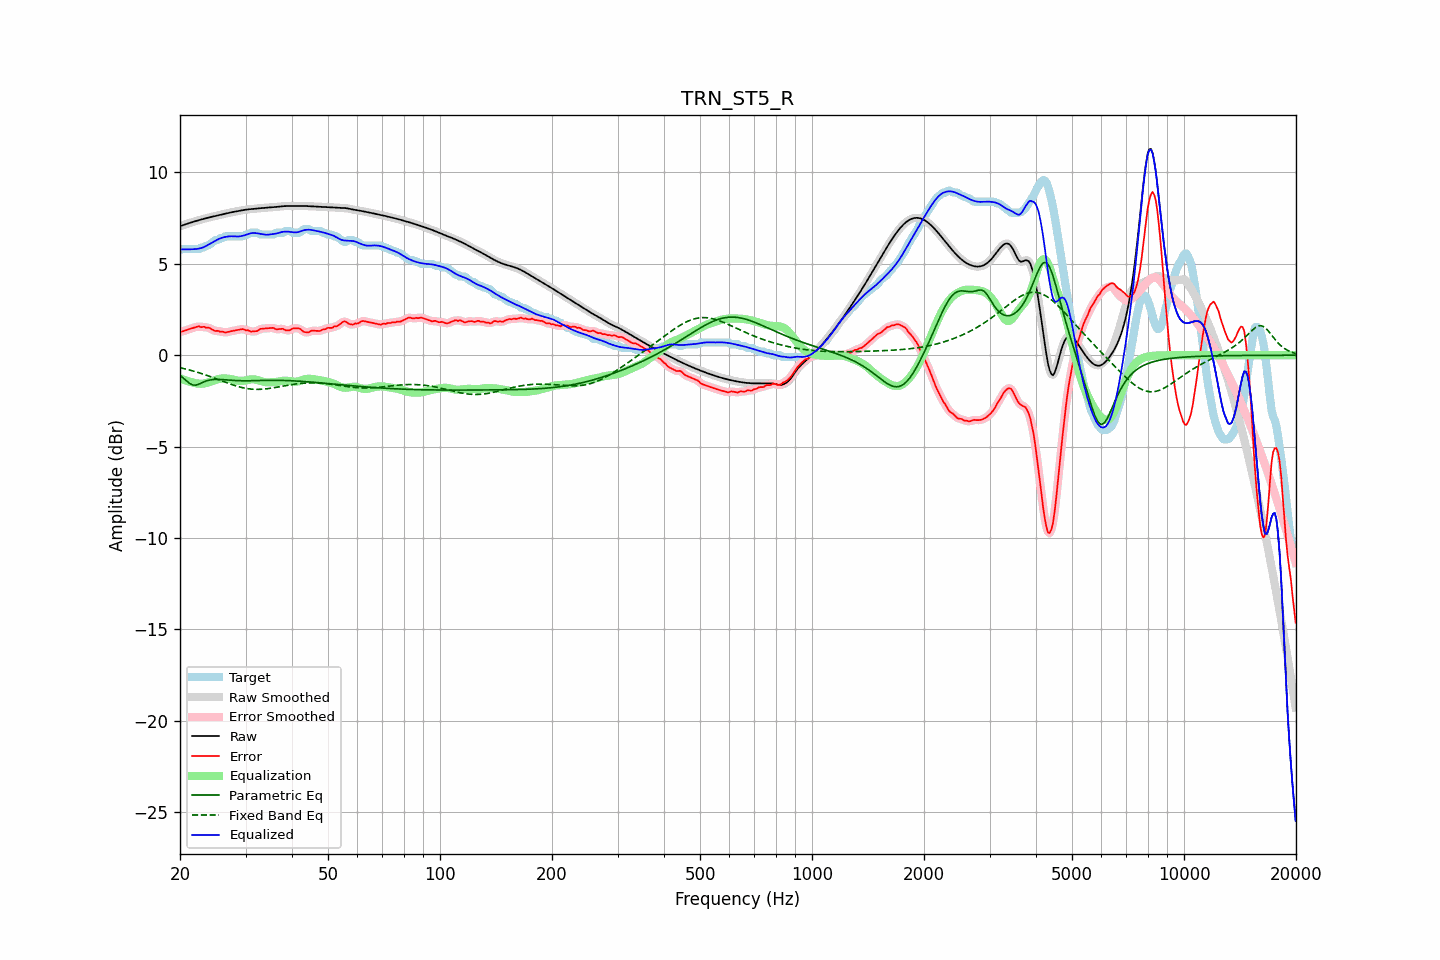 TRN_ST5_R
Amplitude (dBr)
10
5
0
−5
−10
−15
−20
−25
Target
Raw Smoothed
Error Smoothed
Raw
Error
Equalization
Parametric Eq
Fixed Band Eq
Equalized
20 50 100 200 500 1000 2000 5000 10000 20000
Frequency (Hz)